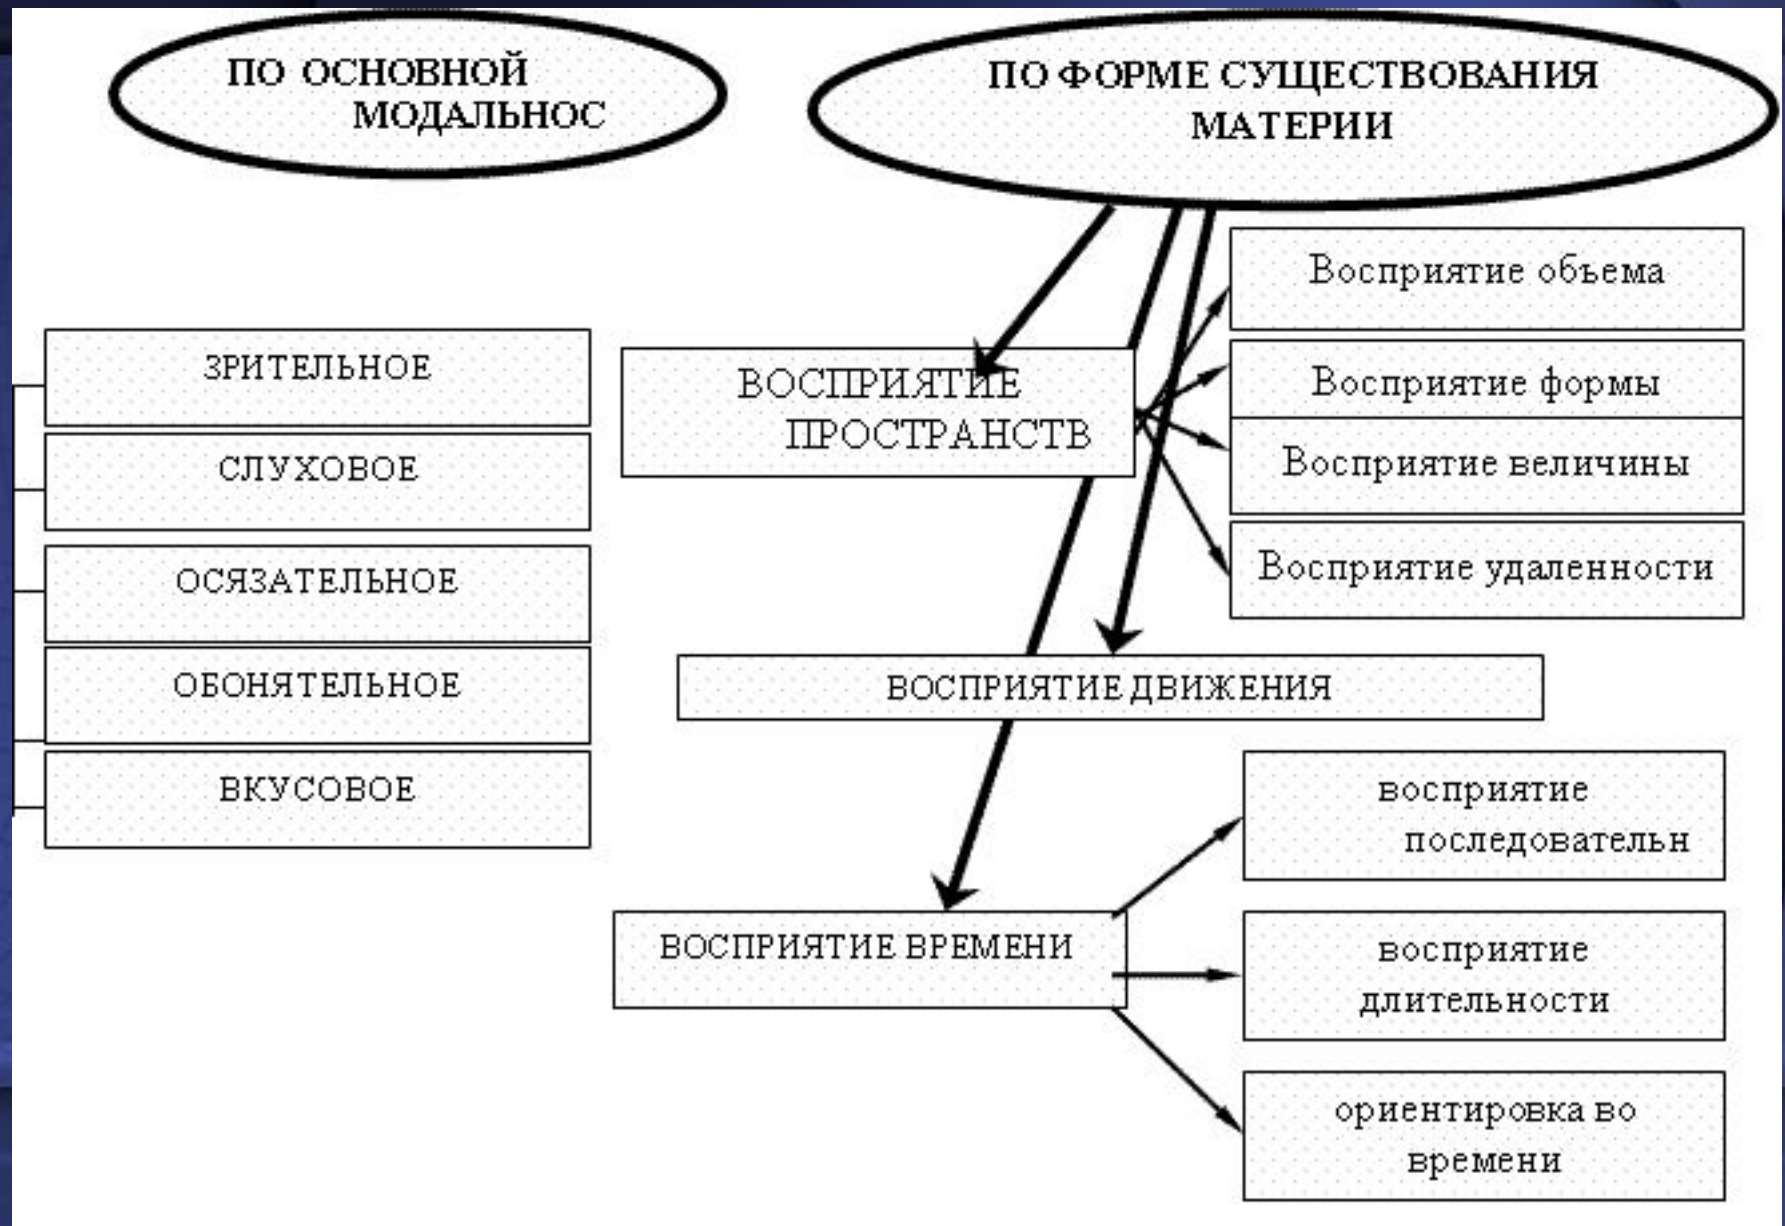 ПО ОСНОВНОЙ
МОДАЛЬНОС
ЗРИТЕЛЬНОЕ
СЛУХОВОЕ
ОСЯЗАТЕЛЬНОЕ
ОБОНЯТЕЛЬНОЕ
ВКУСОВОЕ
ПО ФОРМЕ СУЩЕСТВОВАНИЯ
МАТЕРИИ
ВОСПРИЯТИЕ
ПРОСТРАНСТВ
Восприятие объема
Восприятие формы
Восприятие величины
Восприятие удаленности
ВОСПРИЯТИЕ ДВИЖЕНИЯ
ВОСПРИЯТИЕ ВРЕМЕНИ
восприятие
последовательн
восприятие
длительности
ориентировка во
времени